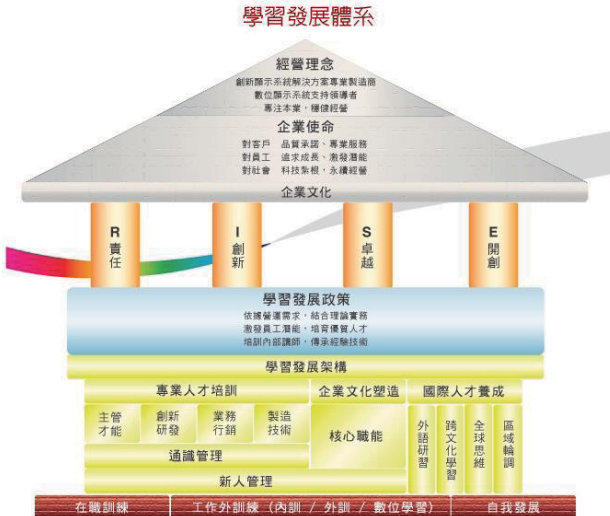 學習發展體系
經營理念
創新顯示系統解決方案專業製造商
數位顯示系統支持領導者
專注本業，穩健經營
企業使命
對客戶　品質承諾、專業服務
對員工　追求成長、激發潛能
對社會　科技紮根，永續經營
企業文化
R 責任
I 創新
S 卓越
E 開創
學習發展政策
依據營運需求，結合理論實務
激發員工潛能，培育優質人才
培訓內部講師，傳承經驗技術
學習發展架構
專業人才培訓　企業文化塑造　國際人才養成
主管才能
創新研發
業務行銷
製造技術
核心職能
外語研習
跨文化學習
全球思維
區域輪調
通識管理
新人管理
在職訓練　工作外訓練（內訓 / 外訓 / 數位學習）　自我發展